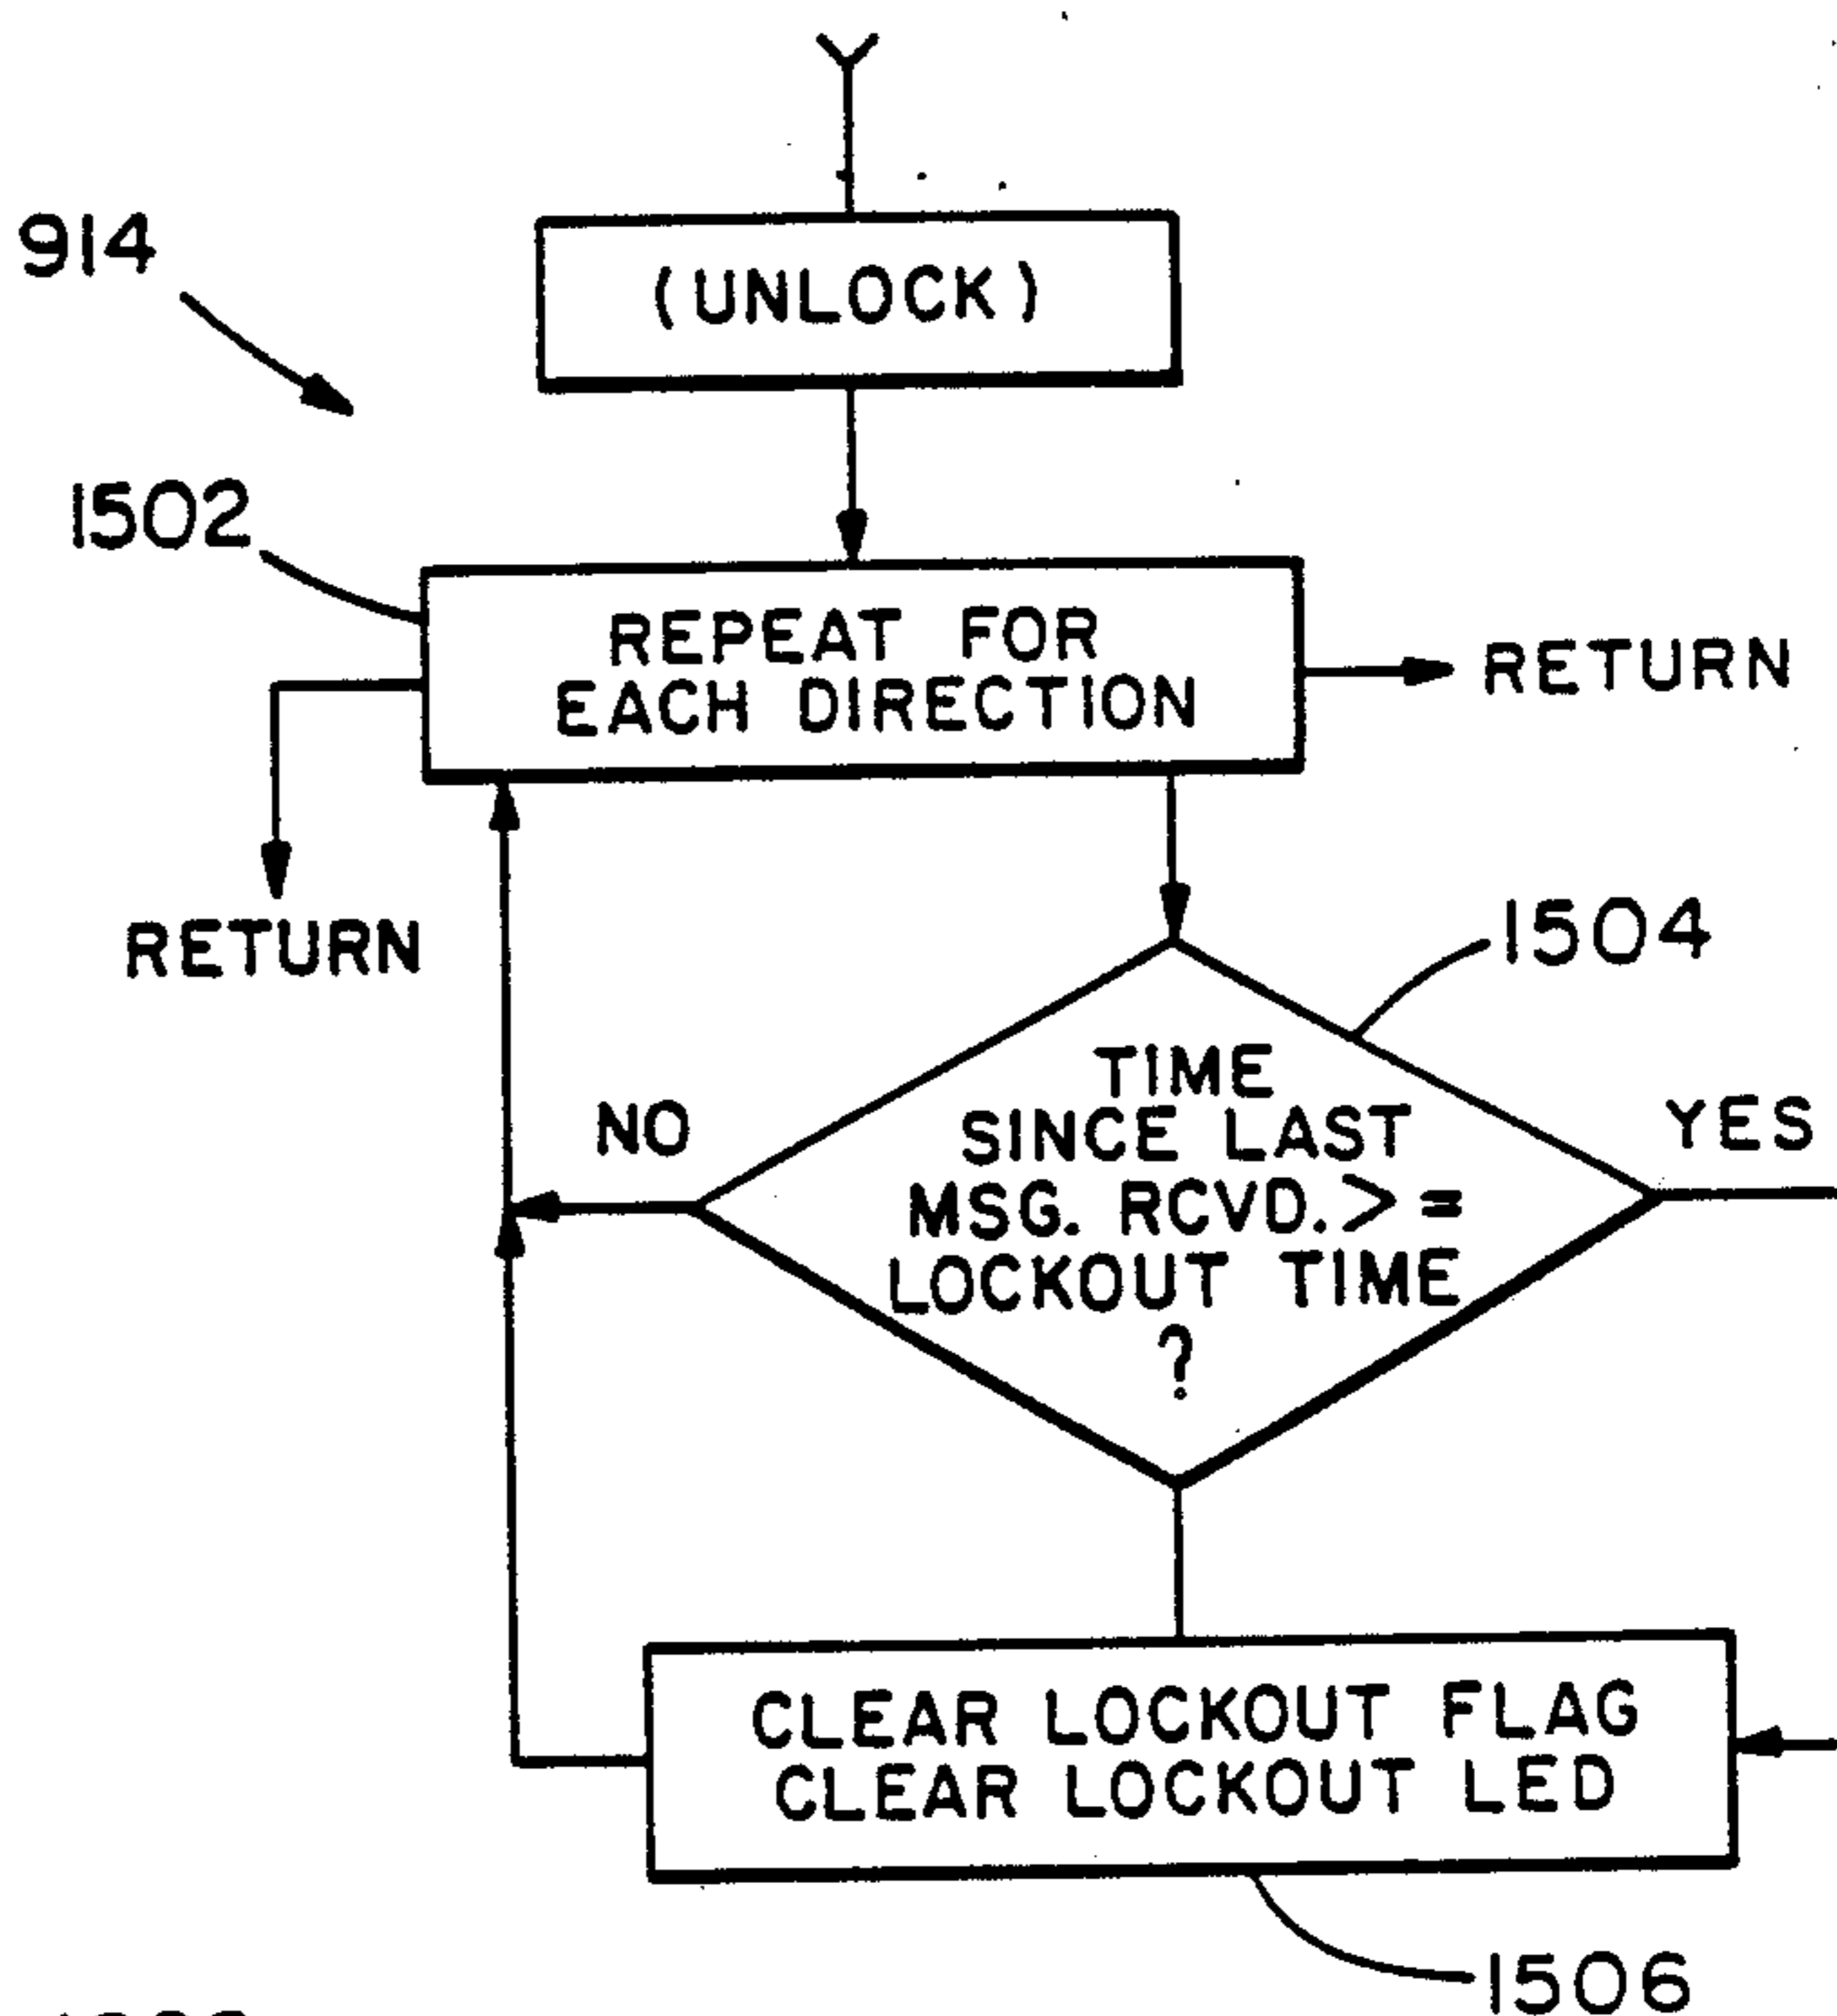 914
(UNLOCK)
1502
REPEAT FOR
EACH DIRECTION
RETURN
RETURN
1504
TIME
SINCE LAST
MSG. RCVD. > =
LOCKOUT TIME
?
NO
YES
CLEAR LOCKOUT FLAG
CLEAR LOCKOUT LED
1506